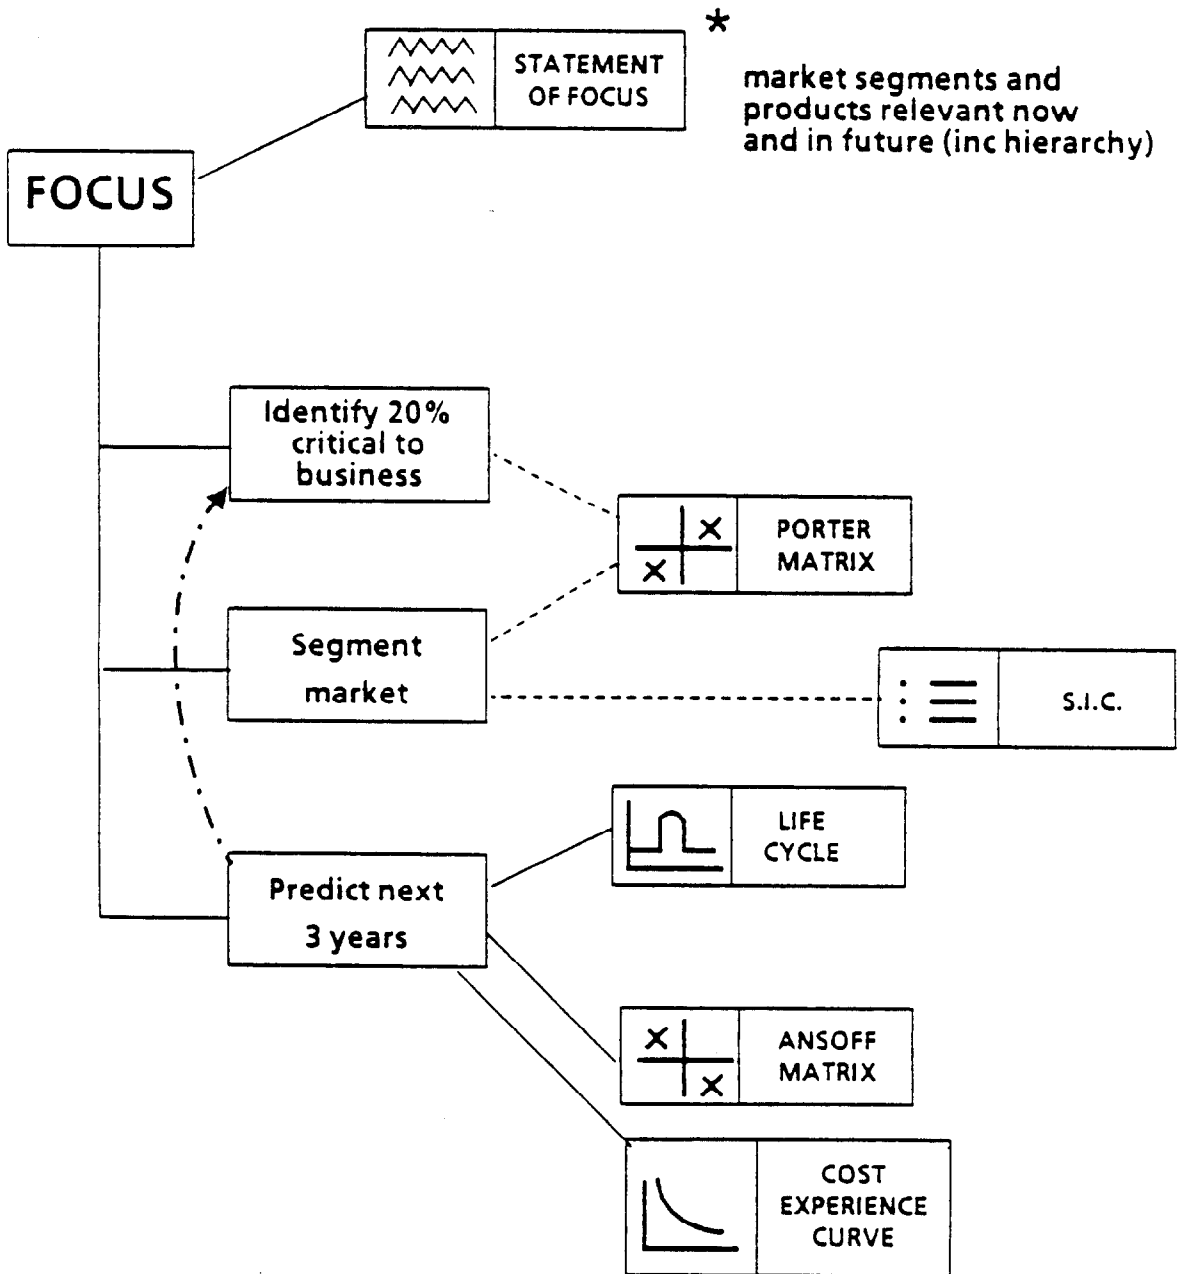 *
STATEMENT
OF FOCUS
market segments and
products relevant now
and in future (inc hierarchy)
FOCUS
Identify 20%
critical to
business
PORTER
MATRIX
Segment
market
S.I.C.
LIFE
CYCLE
Predict next
3 years
ANSOFF
MATRIX
COST
EXPERIENCE
CURVE